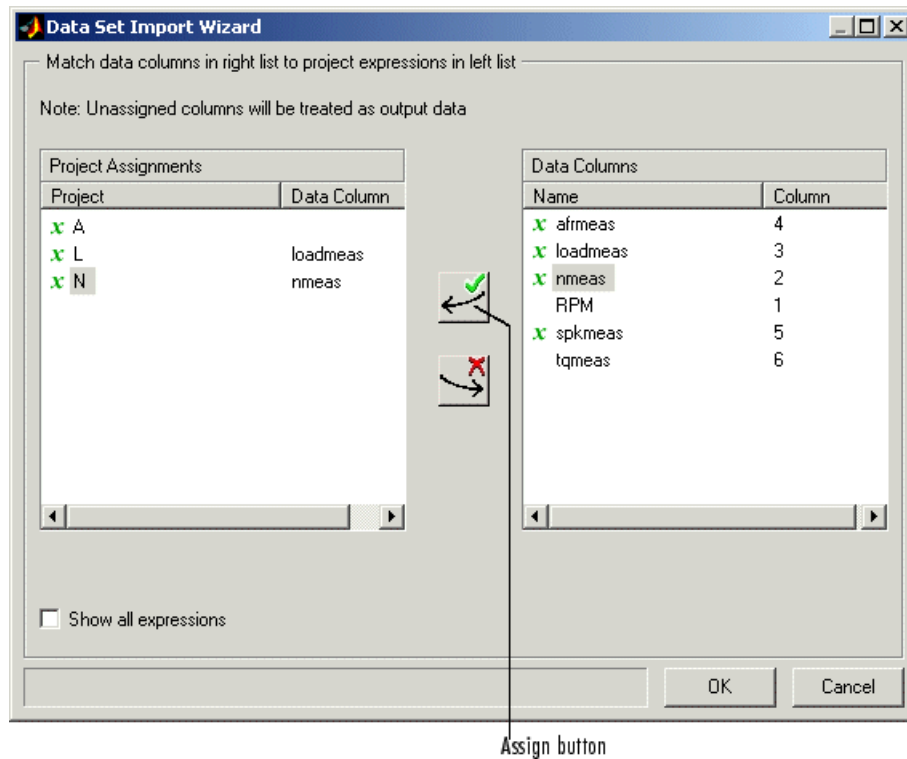 Data Set Import Wizard
Match data columns in right list to project expressions in left list
Note: Unassigned columns will be treated as output data
Project Assignments
Project Data Column
x A
x L loadmeas
x N nmeas
Data Columns
Name Column
x afrmeas 4
x loadmeas 3
x nmeas 2
RPM 1
x spkmeas 5
tqmeas 6
Show all expressions
OK Cancel
Assign button